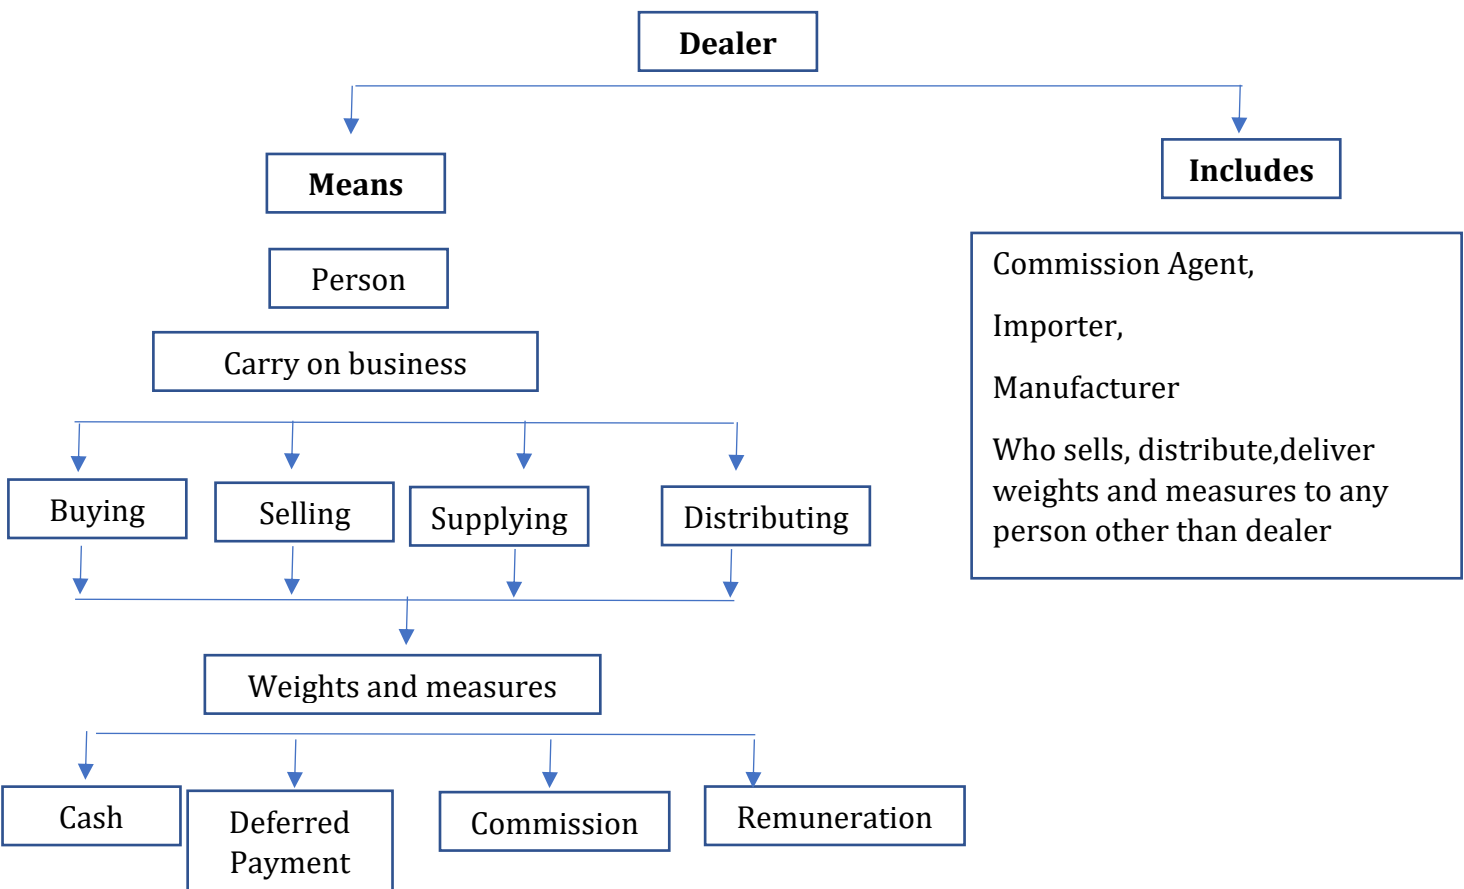 Dealer
Means
Includes
Person
Carry on business
Buying
Selling
Supplying
Distributing
Weights and measures
Cash
Deferred
Payment
Commission
Remuneration
Commission Agent,
Importer,
Manufacturer
Who sells, distribute,deliver
weights and measures to any
person other than dealer